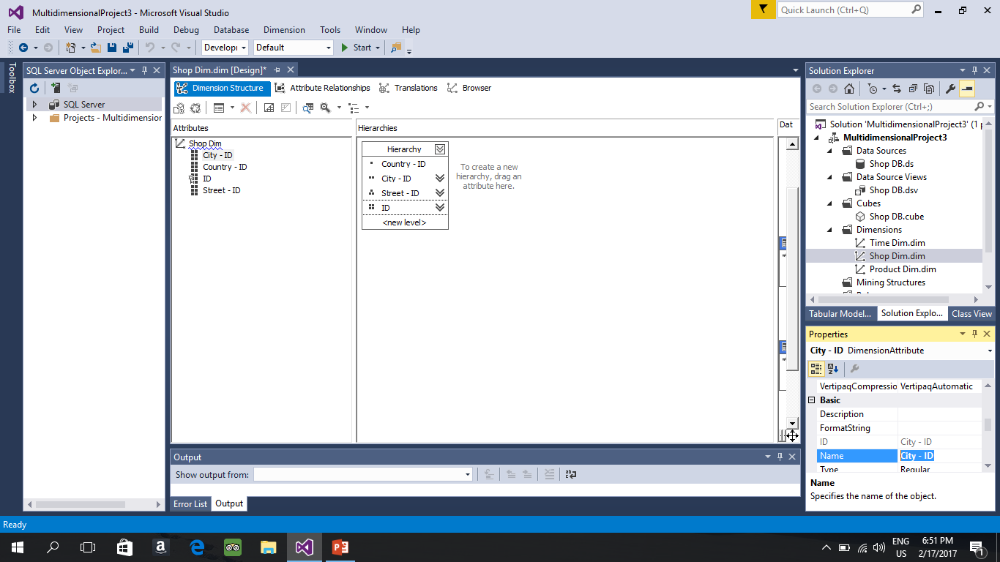 MultidimensionalProject3 - Microsoft Visual Studio
Quick Launch (Ctrl+Q)
File Edit View Project Build Debug Database Dimension Tools Window Help
Developi Default Start
Toolbox
SQL Server Object Explor...
SQL Server
Projects - Multidimension
Shop Dim.dim [Design]*
Dimension Structure Attribute Relationships Translations Browser
Attributes
Shop Dim
City - ID
Country - ID
ID
Street - ID
Hierarchies
Hierarchy
Country - ID
City - ID
Street - ID
ID
<new level>
To create a new
hierarchy, drag an
attribute here.
Dat
Output
Show output from:
Error List Output
Solution Explorer
Search Solution Explorer (Ctrl+;)
Solution 'MultidimensionalProject3' (1
MultidimensionalProject3
Data Sources
Shop DB.ds
Data Source Views
Shop DB.dsv
Cubes
Shop DB.cube
Dimensions
Time Dim.dim
Shop Dim.dim
Product Dim.dim
Mining Structures
Tabular Model... Solution Explo... Class View
Properties
City - ID DimensionAttribute
VertipaqCompressio VertipaqAutomatic
Basic
Description
FormatString
ID City - ID
Name City - ID
Type Regular
Name
Specifies the name of the object.
Ready
ENG
US
6:51 PM
2/17/2017
1